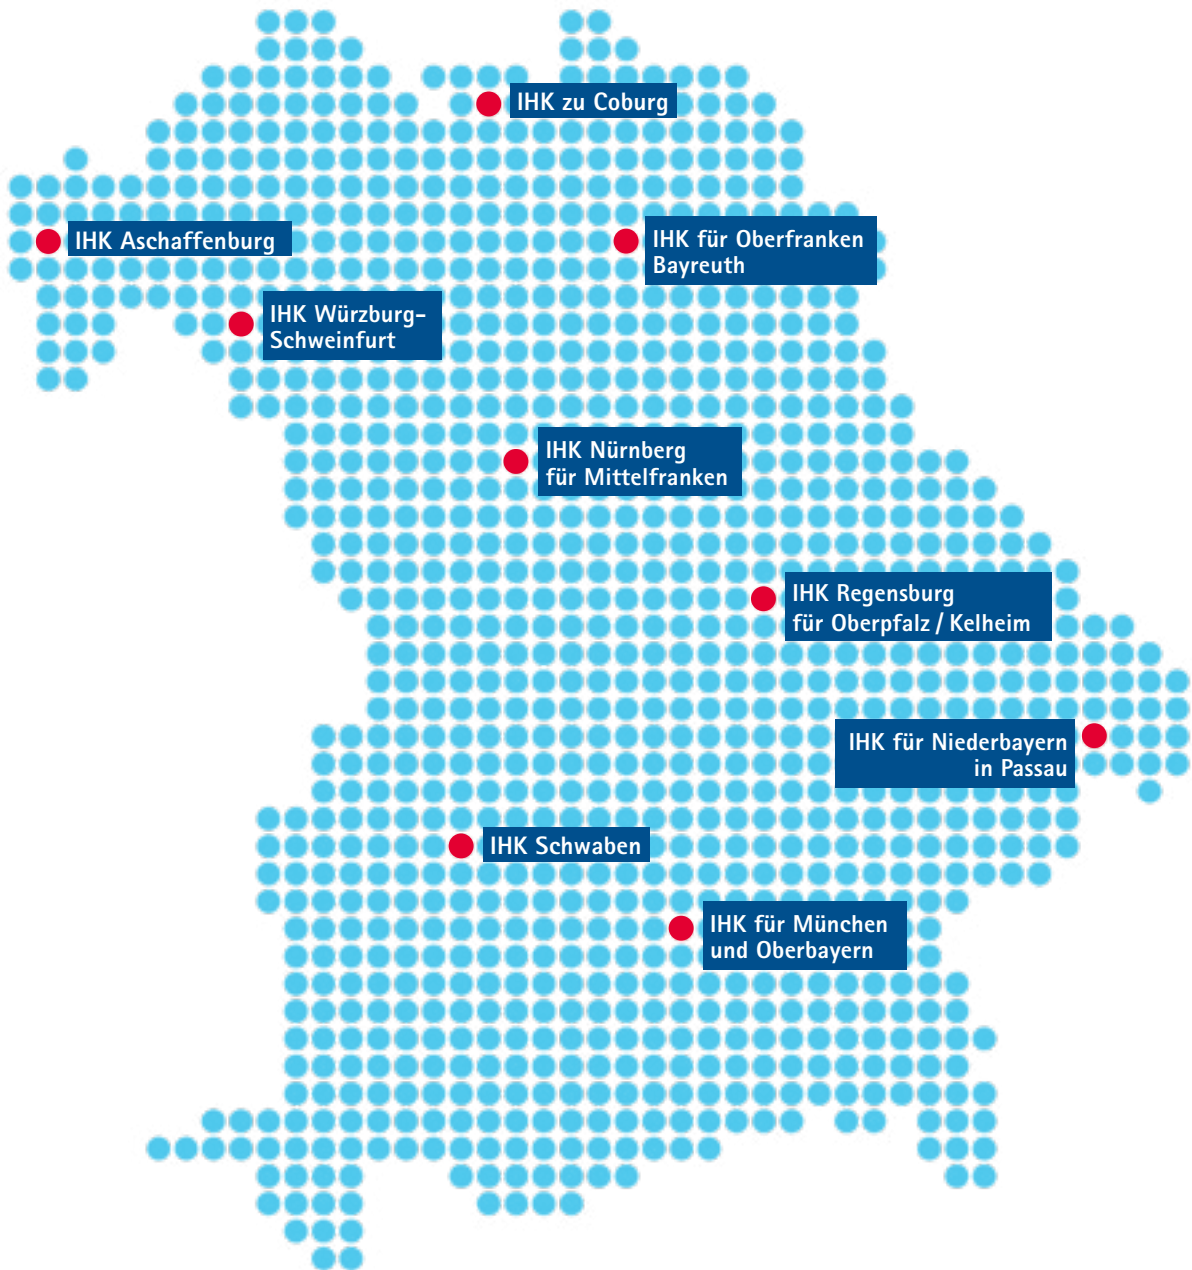 IHK zu Coburg
IHK Aschaffenburg
IHK für Oberfranken
Bayreuth
IHK Würzburg-
Schweinfurt
IHK Nürnberg
für Mittelfranken
IHK Regensburg
für Oberpfalz / Kelheim
IHK für Niederbayern
in Passau
IHK Schwaben
IHK für München
und Oberbayern